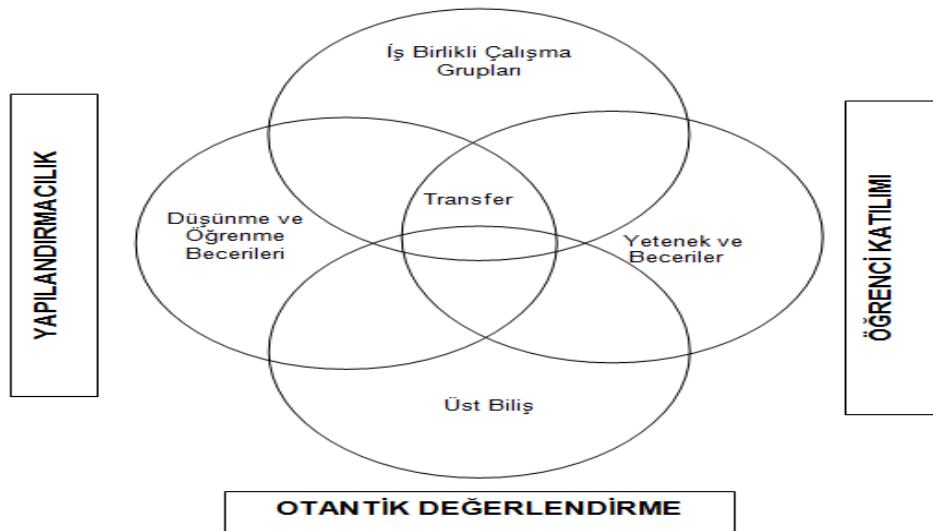 İş Birlikli Çalışma
Grupları
YAPILANDIRMACILIK
Düşünme ve
Öğrenme
Becerileri
Transfer
Yetenek ve
Beceriler
ÖĞRENCİ KATILIMI
Üst Biliş
OTANTİK DEĞERLENDİRME